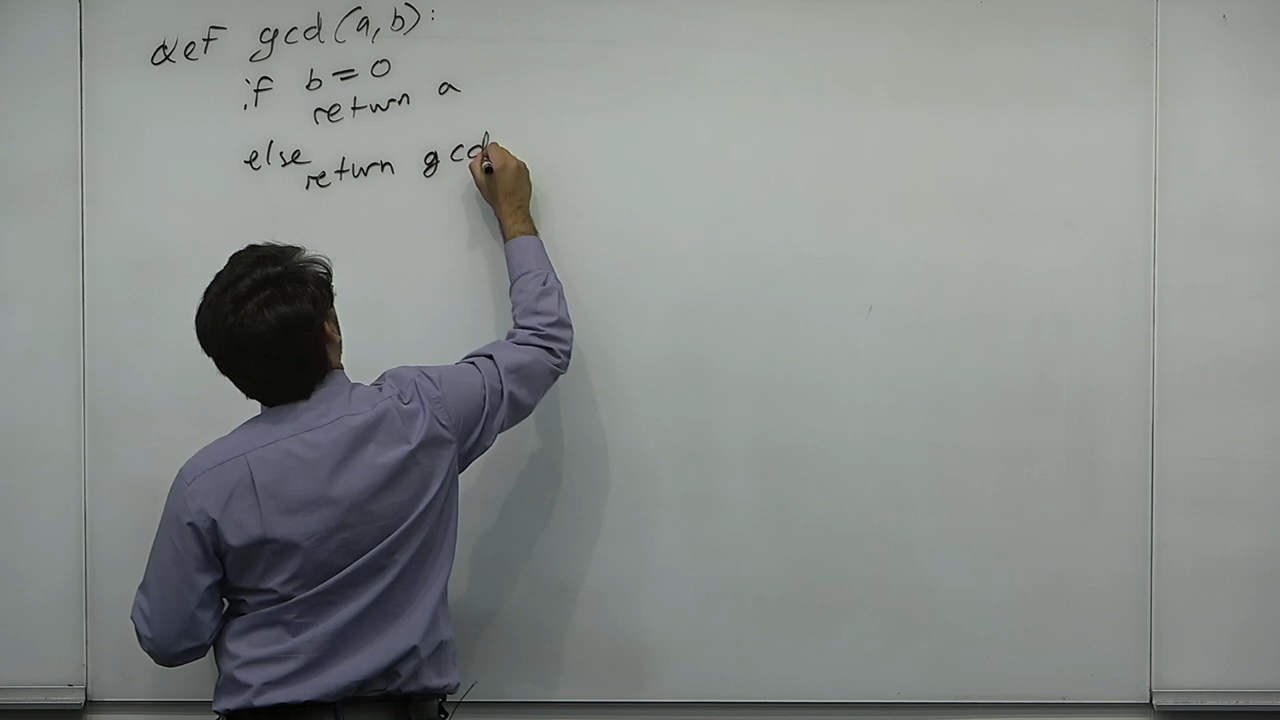 def gcd(a,b):
if b=0
return a
else
return gcd